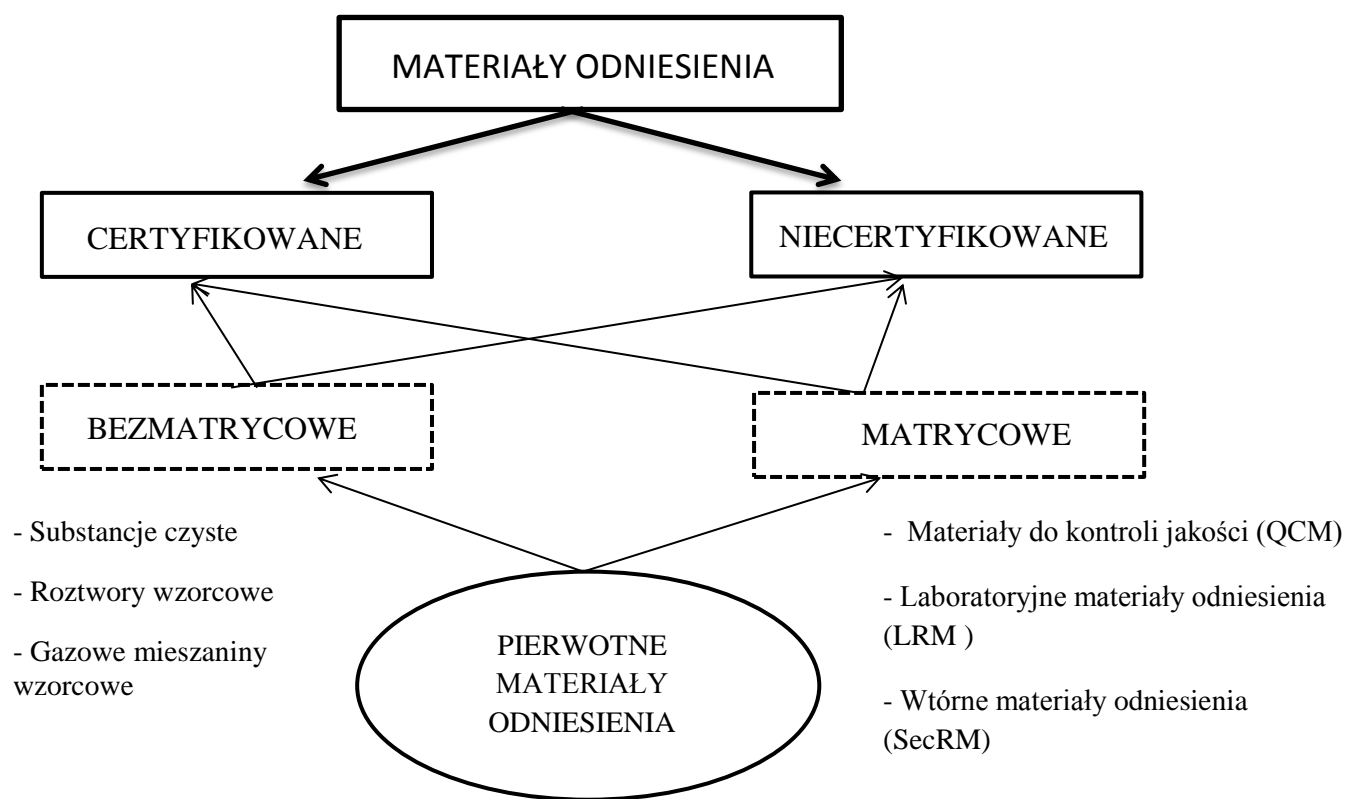 MATERIAŁY ODNIESIENIA
CERTYFIKOWANE
NIECERTYFIKOWANE
BEZMATRYCOWE
MATRYCOWE
- Substancje czyste
- Roztwory wzorcowe
- Gazowe mieszaniny
wzorcowe
PIERWOTNE
MATERIAŁY
ODNIESIENIA
- Materiały do kontroli jakości (QCM)
- Laboratoryjne materiały odniesienia
(LRM )
- Wtórne materiały odniesienia
(SecRM)